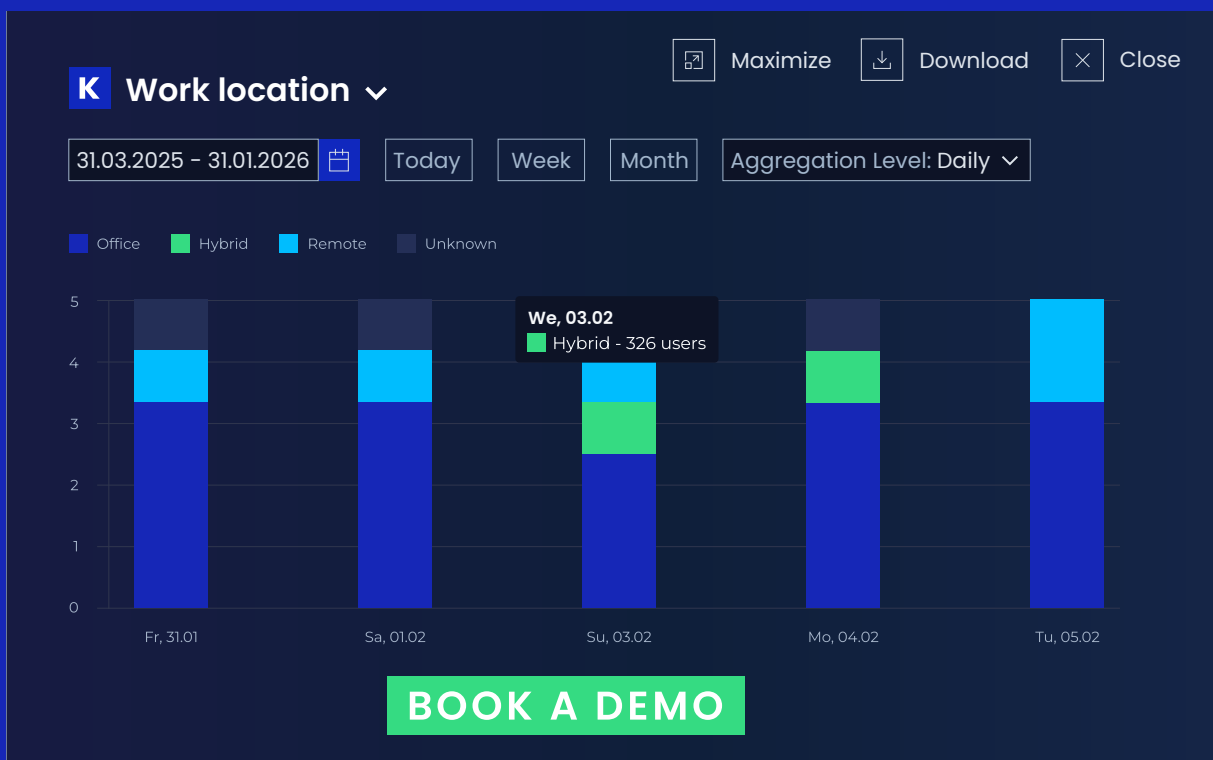 Maximize Download Close
K Work location
31.03.2025 - 31.01.2026 Today Week Month Aggregation Level: Daily
Office Hybrid Remote Unknown
We, 03.02
Hybrid - 326 users
5
4
3
2
1
0
Fr, 31.01 Sa, 01.02 Su, 03.02 Mo, 04.02 Tu, 05.02
BOOK A DEMO